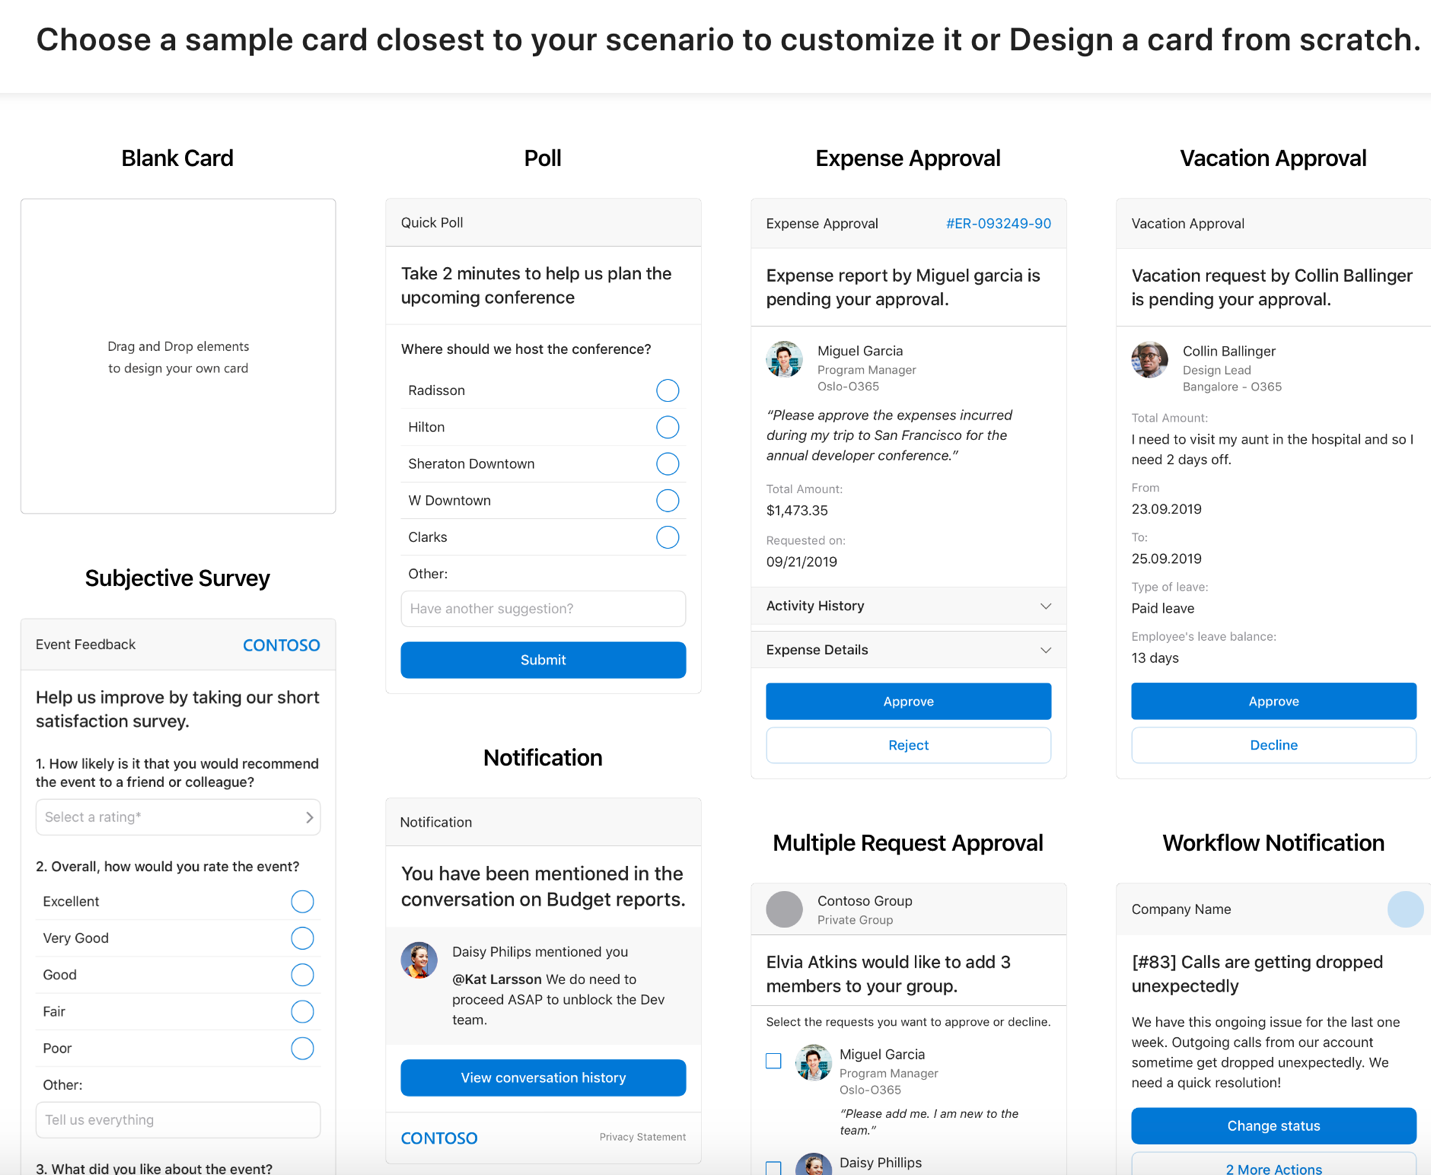 Choose a sample card closest to your scenario to customize it or Design a card from scratch.
Blank Card
Drag and Drop elements
to design your own card
Subjective Survey
Event Feedback
CONTOSO
Help us improve by taking our short
satisfaction survey.
1. How likely is it that you would recommend
the event to a friend or colleague?
Select a rating*
2. Overall, how would you rate the event?
Excellent
Very Good
Good
Fair
Poor
Other:
Tell us everything
3. What did you like about the event?
Poll
Quick Poll
Take 2 minutes to help us plan the
upcoming conference
Where should we host the conference?
Radisson
Hilton
Sheraton Downtown
W Downtown
Clarks
Other:
Have another suggestion?
Submit
Notification
Notification
You have been mentioned in the
conversation on Budget reports.
Daisy Philips mentioned you
@Kat Larsson We do need to
proceed ASAP to unblock the Dev
team.
View conversation history
CONTOSO
Privacy Statement
Expense Approval
Expense Approval
#ER-093249-90
Expense report by Miguel garcia is
pending your approval.
Miguel Garcia
Program Manager
Oslo-O365
“Please approve the expenses incurred
during my trip to San Francisco for the
annual developer conference.”
Total Amount:
$1,473.35
Requested on:
09/21/2019
Activity History
Expense Details
Approve
Reject
Multiple Request Approval
Contoso Group
Private Group
Elvia Atkins would like to add 3
members to your group.
Select the requests you want to approve or decline.
Miguel Garcia
Program Manager
Oslo-O365
“Please add me. I am new to the
team.”
Daisy Phillips
Vacation Approval
Vacation Approval
Vacation request by Collin Ballinger
is pending your approval.
Collin Ballinger
Design Lead
Bangalore - O365
Total Amount:
I need to visit my aunt in the hospital and so I
need 2 days off.
From
23.09.2019
To:
25.09.2019
Type of leave:
Paid leave
Employee's leave balance:
13 days
Approve
Decline
Workflow Notification
Company Name
[#83] Calls are getting dropped
unexpectedly
We have this ongoing issue for the last one
week. Outgoing calls from our account
sometime get dropped unexpectedly. We
need a quick resolution!
Change status
2 More Actions